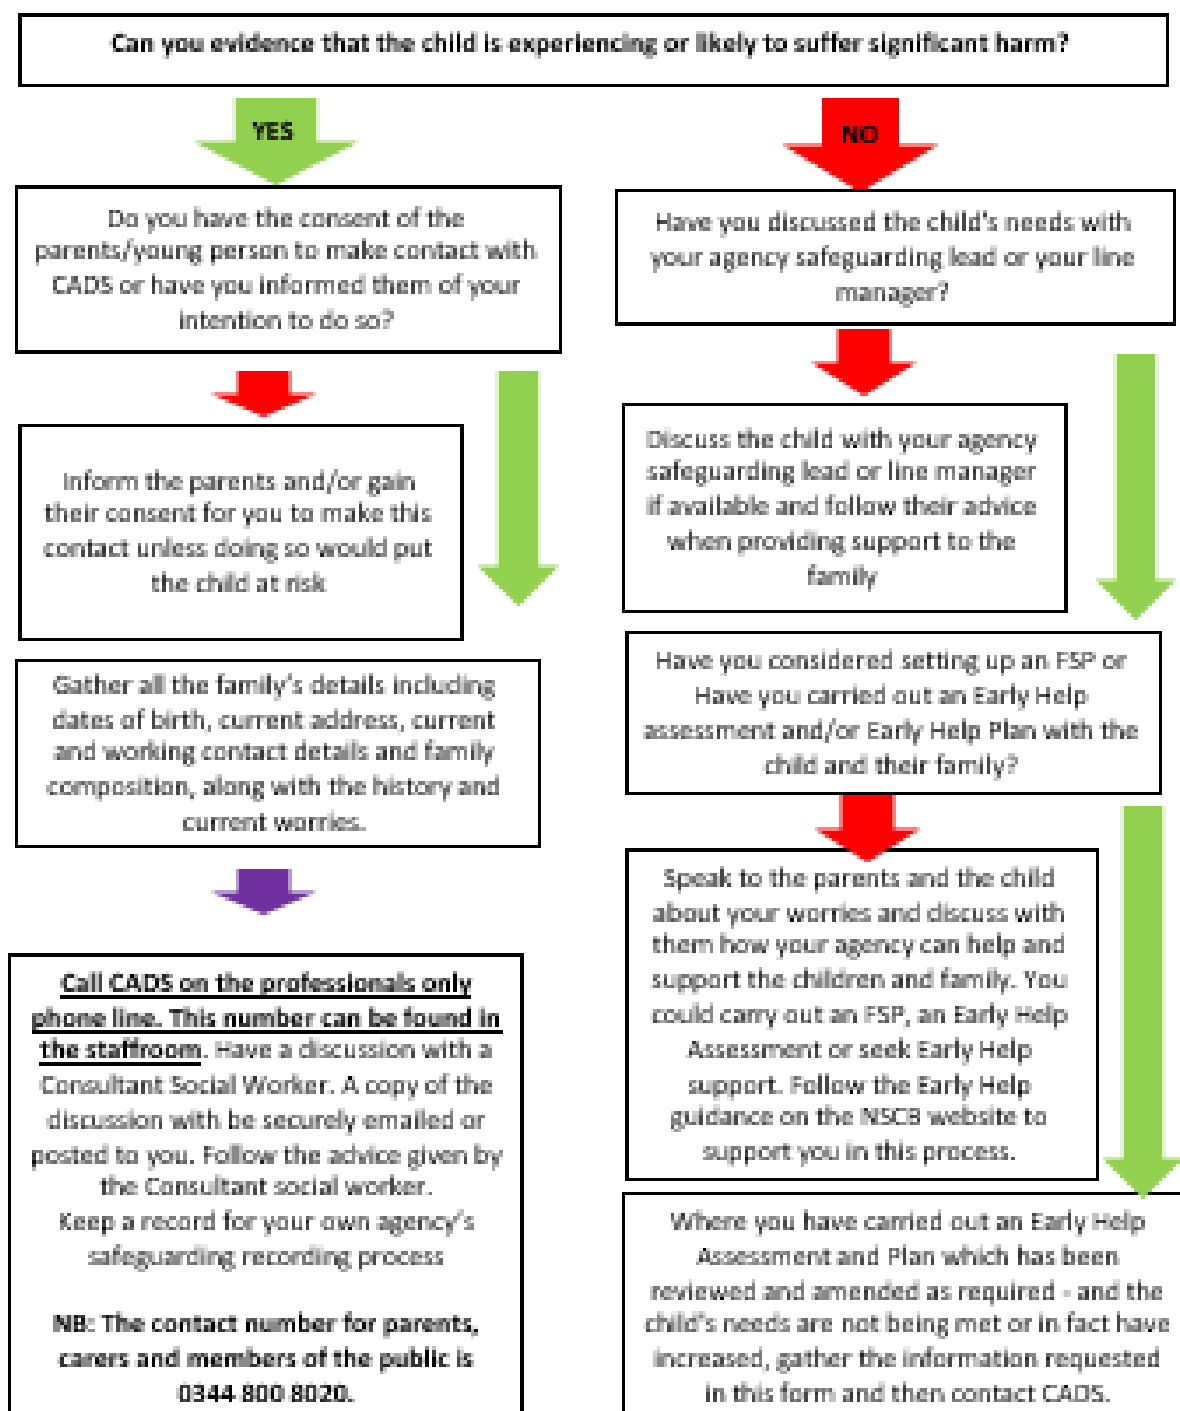 Can you evidence that the child is experiencing or likely to suffer significant harm?
YES
NO
Do you have the consent of the
parents/young person to make contact with
CADS or have you informed them of your
intention to do so?
Have you discussed the child's needs with
your agency safeguarding lead or your line
manager?
Inform the parents and/or gain
their consent for you to make this
contact unless doing so would put
the child at risk
Discuss the child with your agency
safeguarding lead or line manager
if available and follow their advice
when providing support to the
family
Gather all the family's details including
dates of birth, current address, current
and working contact details and family
composition, along with the history and
current worries.
Have you considered setting up an FSP or
Have you carried out an Early Help
assessment and/or Early Help Plan with the
child and their family?
Speak to the parents and the child
about your worries and discuss with
them how your agency can help and
support the children and family. You
could carry out an FSP, an Early Help
Assessment or seek Early Help
support. Follow the Early Help
guidance on the NSCB website to
support you in this process.
Call CADS on the professionals only
phone line. This number can be found in
the staffroom. Have a discussion with a
Consultant Social Worker. A copy of the
discussion with be securely emailed or
posted to you. Follow the advice given by
the Consultant social worker.
Keep a record for your own agency's
safeguarding recording process
NB: The contact number for parents,
carers and members of the public is
0344 800 8020.
Where you have carried out an Early Help
Assessment and Plan which has been
reviewed and amended as required - and the
child's needs are not being met or in fact have
increased, gather the information requested
in this form and then contact CADS.